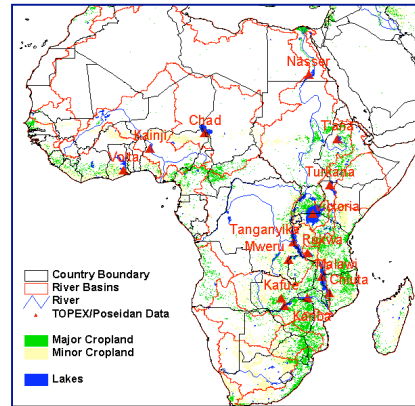 Nasser
Chad
Tana
Kainji
Volta
Turkana
Victoria
Tanganyika
Rukwa
Mweru
Malawi
Chiuta
Kafue
Kariba
Country Boundary
River Basins
River
TOPEX/Poseidan Data
Major Cropland
Minor Cropland
Lakes